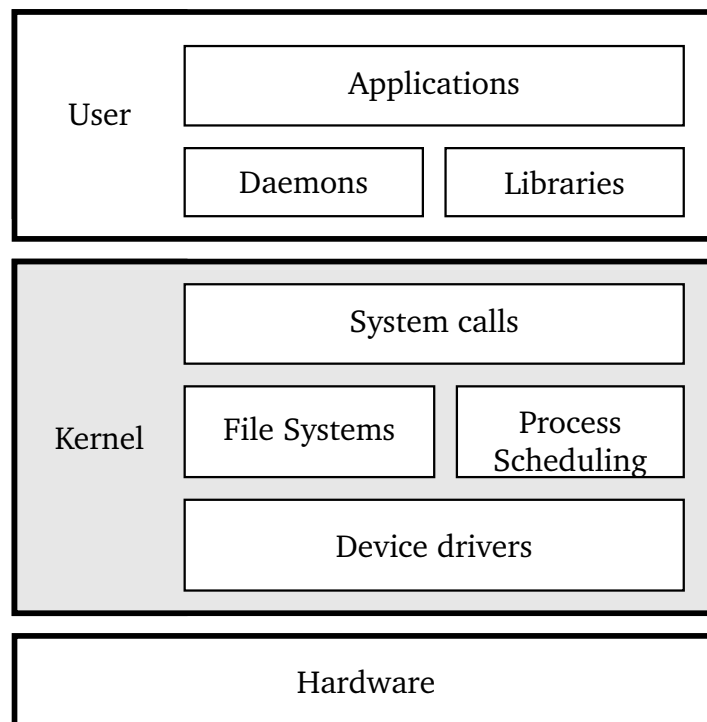 User
Applications
Daemons
Libraries
Kernel
System calls
File Systems
Process
Scheduling
Device drivers
Hardware